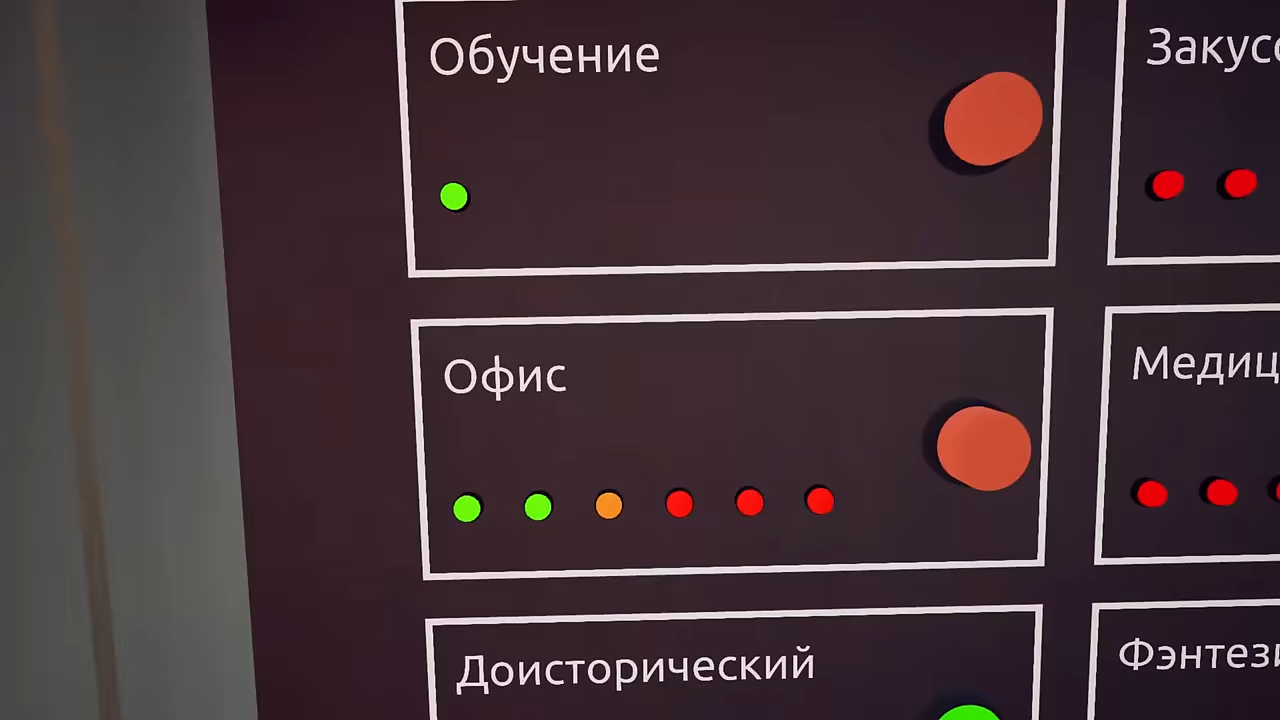 Обучение
Офис
Доисторический